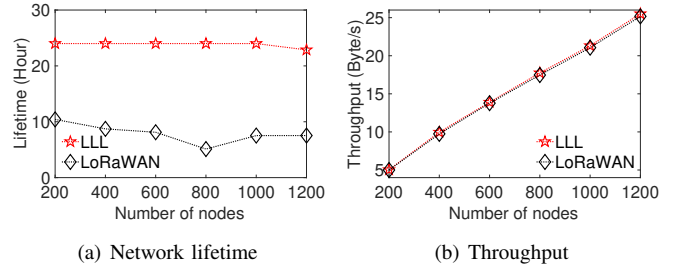 30
20
10
0
Lifetime (Hour)
LLL
LoRaWAN
200 400 600 800 1000 1200
Number of nodes
(a) Network lifetime
25
20
15
10
5
Throughput (Byte/s)
LLL
LoRaWAN
200 400 600 800 1000 1200
Number of nodes
(b) Throughput